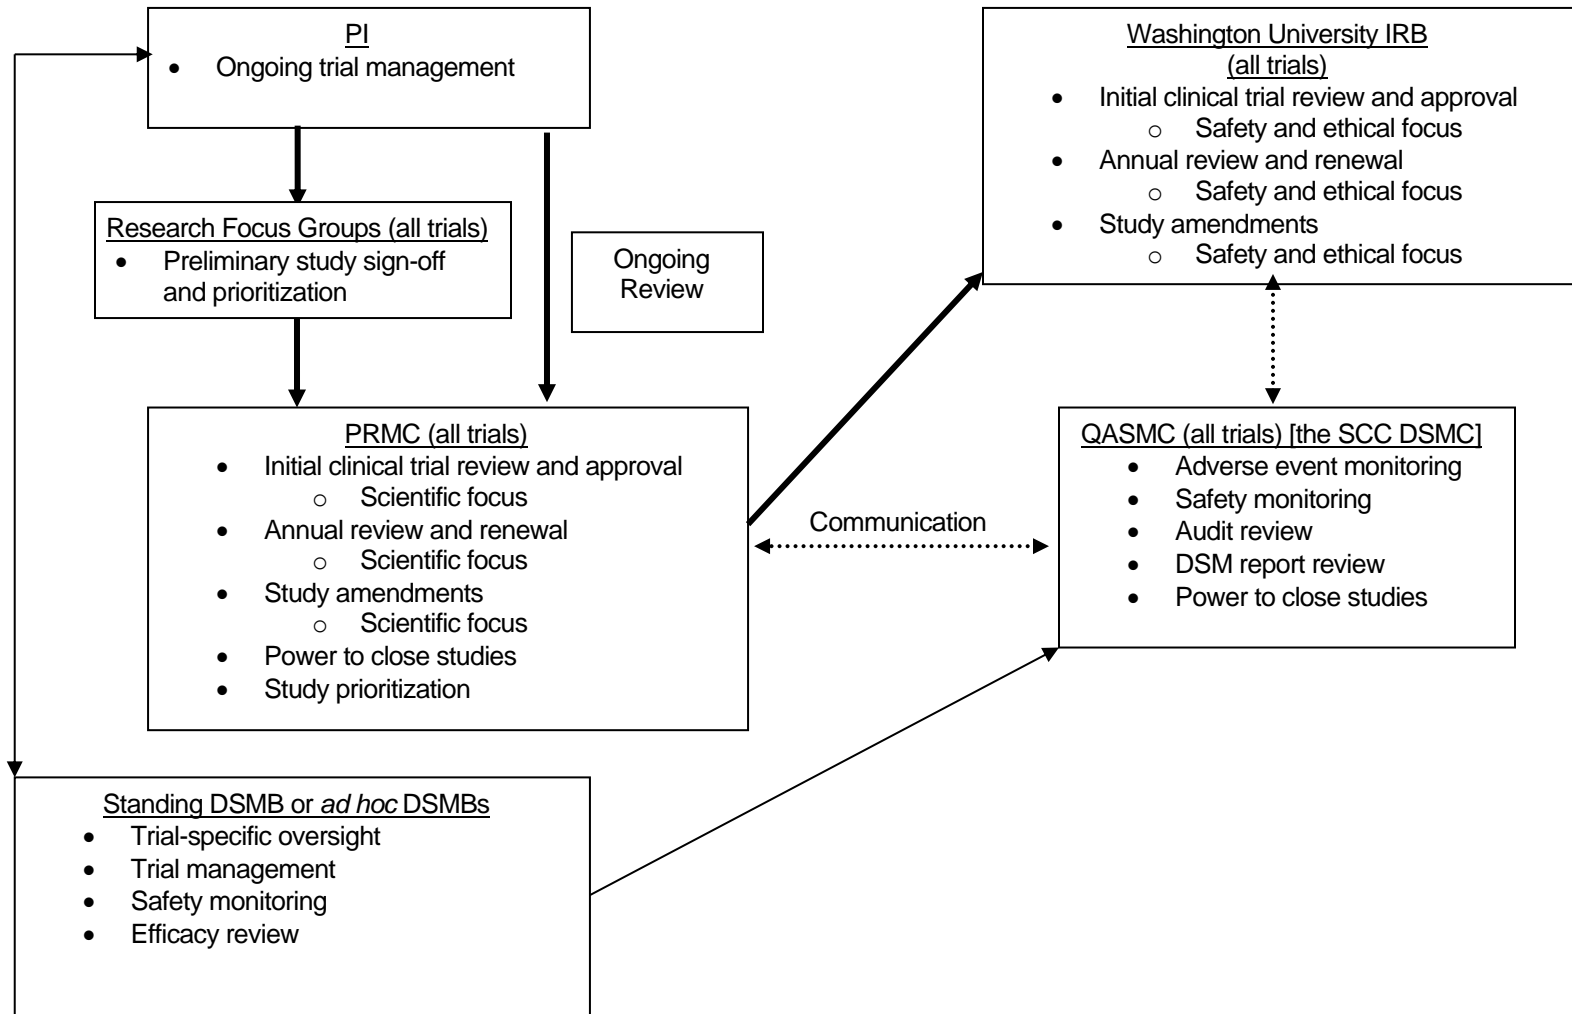 PI
• Ongoing trial management
Washington University IRB
(all trials)
• Initial clinical trial review and approval
o Safety and ethical focus
• Annual review and renewal
o Safety and ethical focus
• Study amendments
o Safety and ethical focus
Research Focus Groups (all trials)
• Preliminary study sign-off
and prioritization
Ongoing
Review
PRMC (all trials)
• Initial clinical trial review and approval
o Scientific focus
• Annual review and renewal
o Scientific focus
• Study amendments
o Scientific focus
• Power to close studies
• Study prioritization
Communication
QASMC (all trials) [the SCC DSMC]
• Adverse event monitoring
• Safety monitoring
• Audit review
• DSM report review
• Power to close studies
Standing DSMB or ad hoc DSMBs
• Trial-specific oversight
• Trial management
• Safety monitoring
• Efficacy review